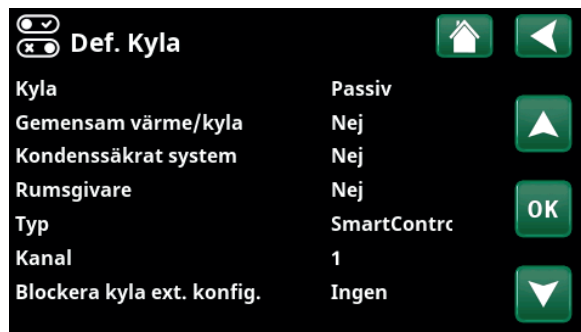 Def. Kyla
Kyla Passiv
Gemensam värme/kyla Nej
Kondenssäkrat system Nej
Rumsgivare Nej
Typ SmartContrc
Kanal 1
Blockera kyla ext. konfig. Ingen
OK